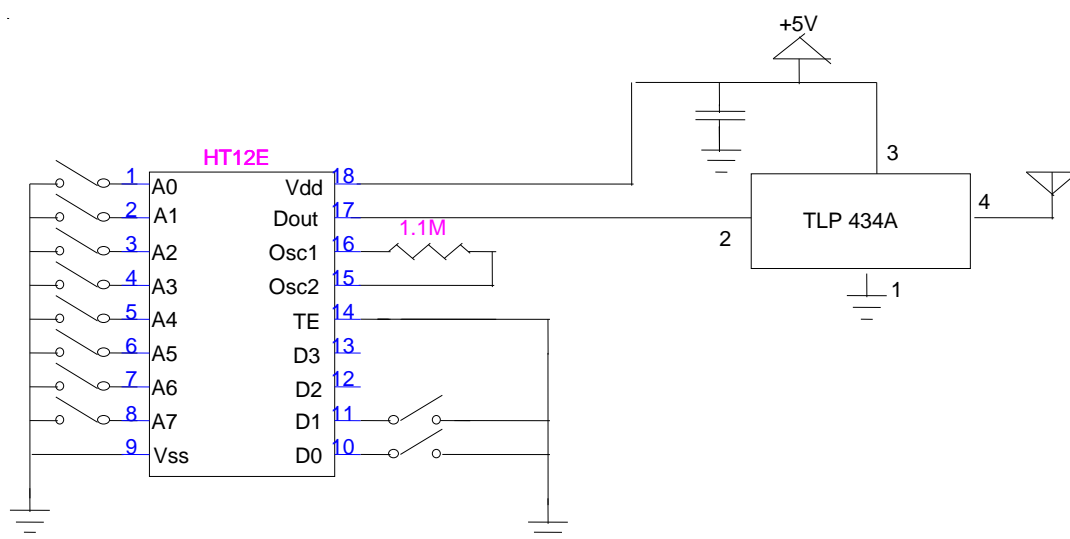 +5V
HT12E
3
1 A0 Vdd 18
2 A1 Dout 17
1.1M
2 TLP 434A 4
3 A2 Osc1 16
4 A3 Osc2 15
1
5 A4 TE 14
6 A5 D3 13
7 A6 D2 12
8 A7 D1 11
9 Vss D0 10